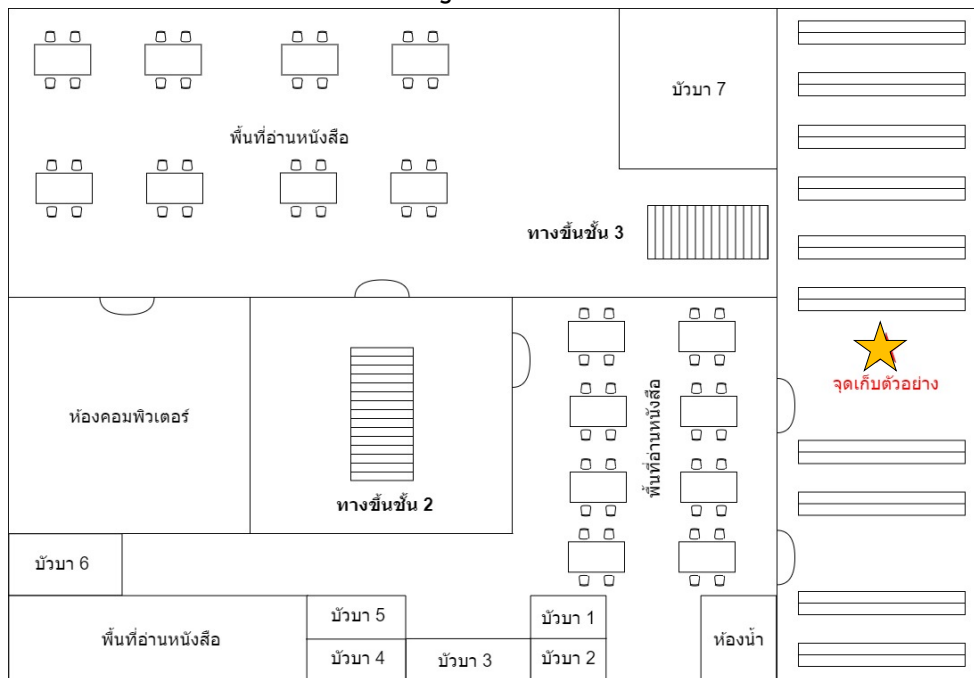 บัวบา 7
พื้นที่อ่านหนังสือ
ทางขึ้นชั้น 3
จุดเก็บตัวอย่าง
ห้องคอมพิวเตอร์
พื้นที่อ่านหนังสือ
ทางขึ้นชั้น 2
บัวบา 6
บัวบา 5
บัวบา 1
พื้นที่อ่านหนังสือ
บัวบา 4
บัวบา 3
บัวบา 2
ห้องน้ำ